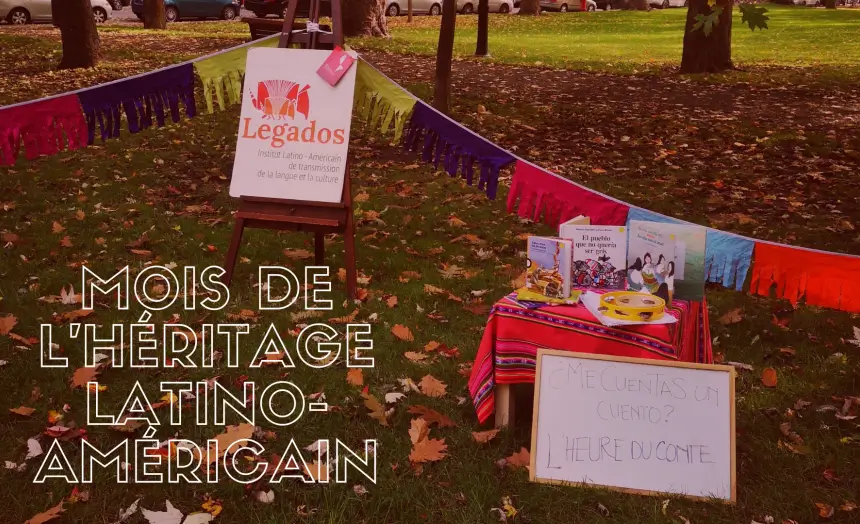 Legados
Institut Latino-Américain
de transmission
de la langue et la culture
El pueblo
que no quería
ser gris
MOIS DE
L'HÉRITAGE
LATINO-
AMÉRICAIN
¿ME CUENTAS UN
CUENTO?
L'HEURE DU CONTE